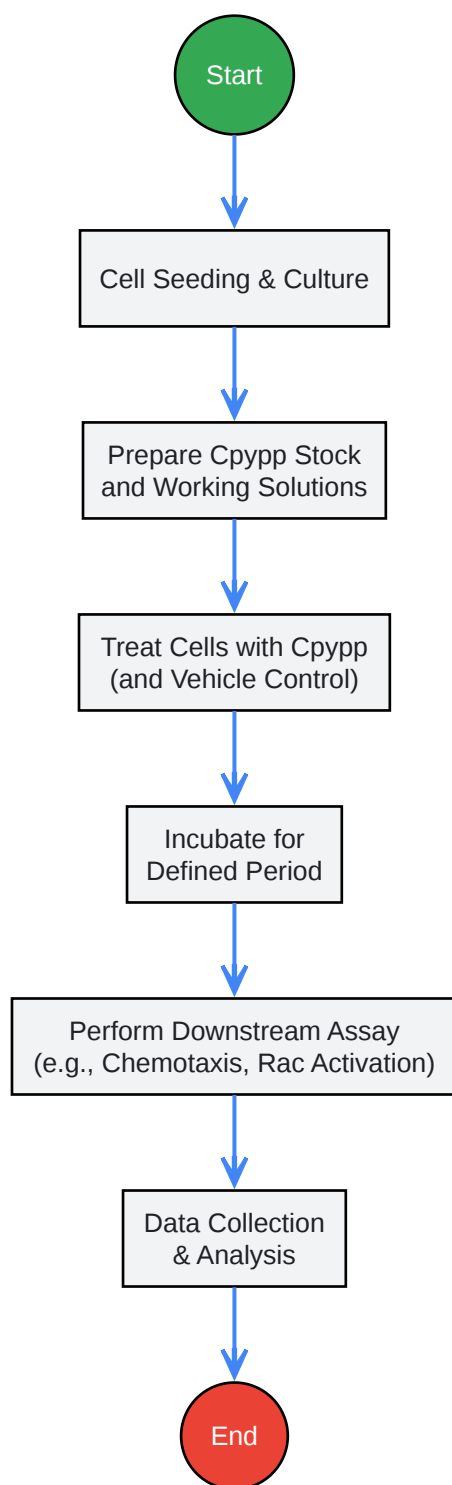 Start
Cell Seeding & Culture
Prepare Cpypp Stock
and Working Solutions
Treat Cells with Cpypp
(and Vehicle Control)
Incubate for
Defined Period
Perform Downstream Assay
(e.g., Chemotaxis, Rac Activation)
Data Collection
& Analysis
End